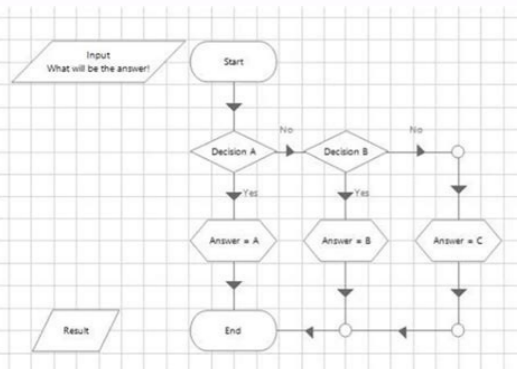 Input
What will be the answer!
Start
No
No
Decision A
Decision B
Yes
Yes
Answer = A
Answer = B
Answer = C
Result
End